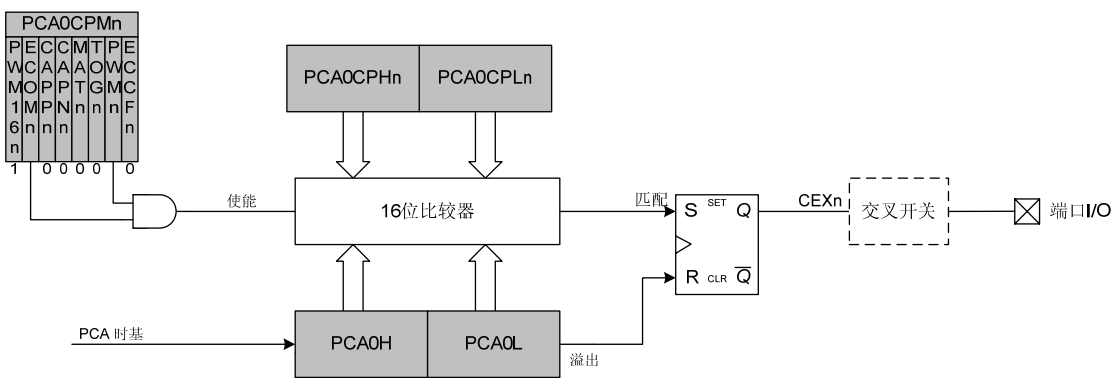 PCA0CPMn
PWM16n ECOMn CAPPn CAPNn MATn TOGn PWMn ECCFn
1 0 0 0 0 0
PCA0CPHn PCA0CPLn
使能
16位比较器
匹配
S SET Q
R CLR Q̅
CEXn
交叉开关
端口I/O
PCA 时基
PCA0H PCA0L
溢出